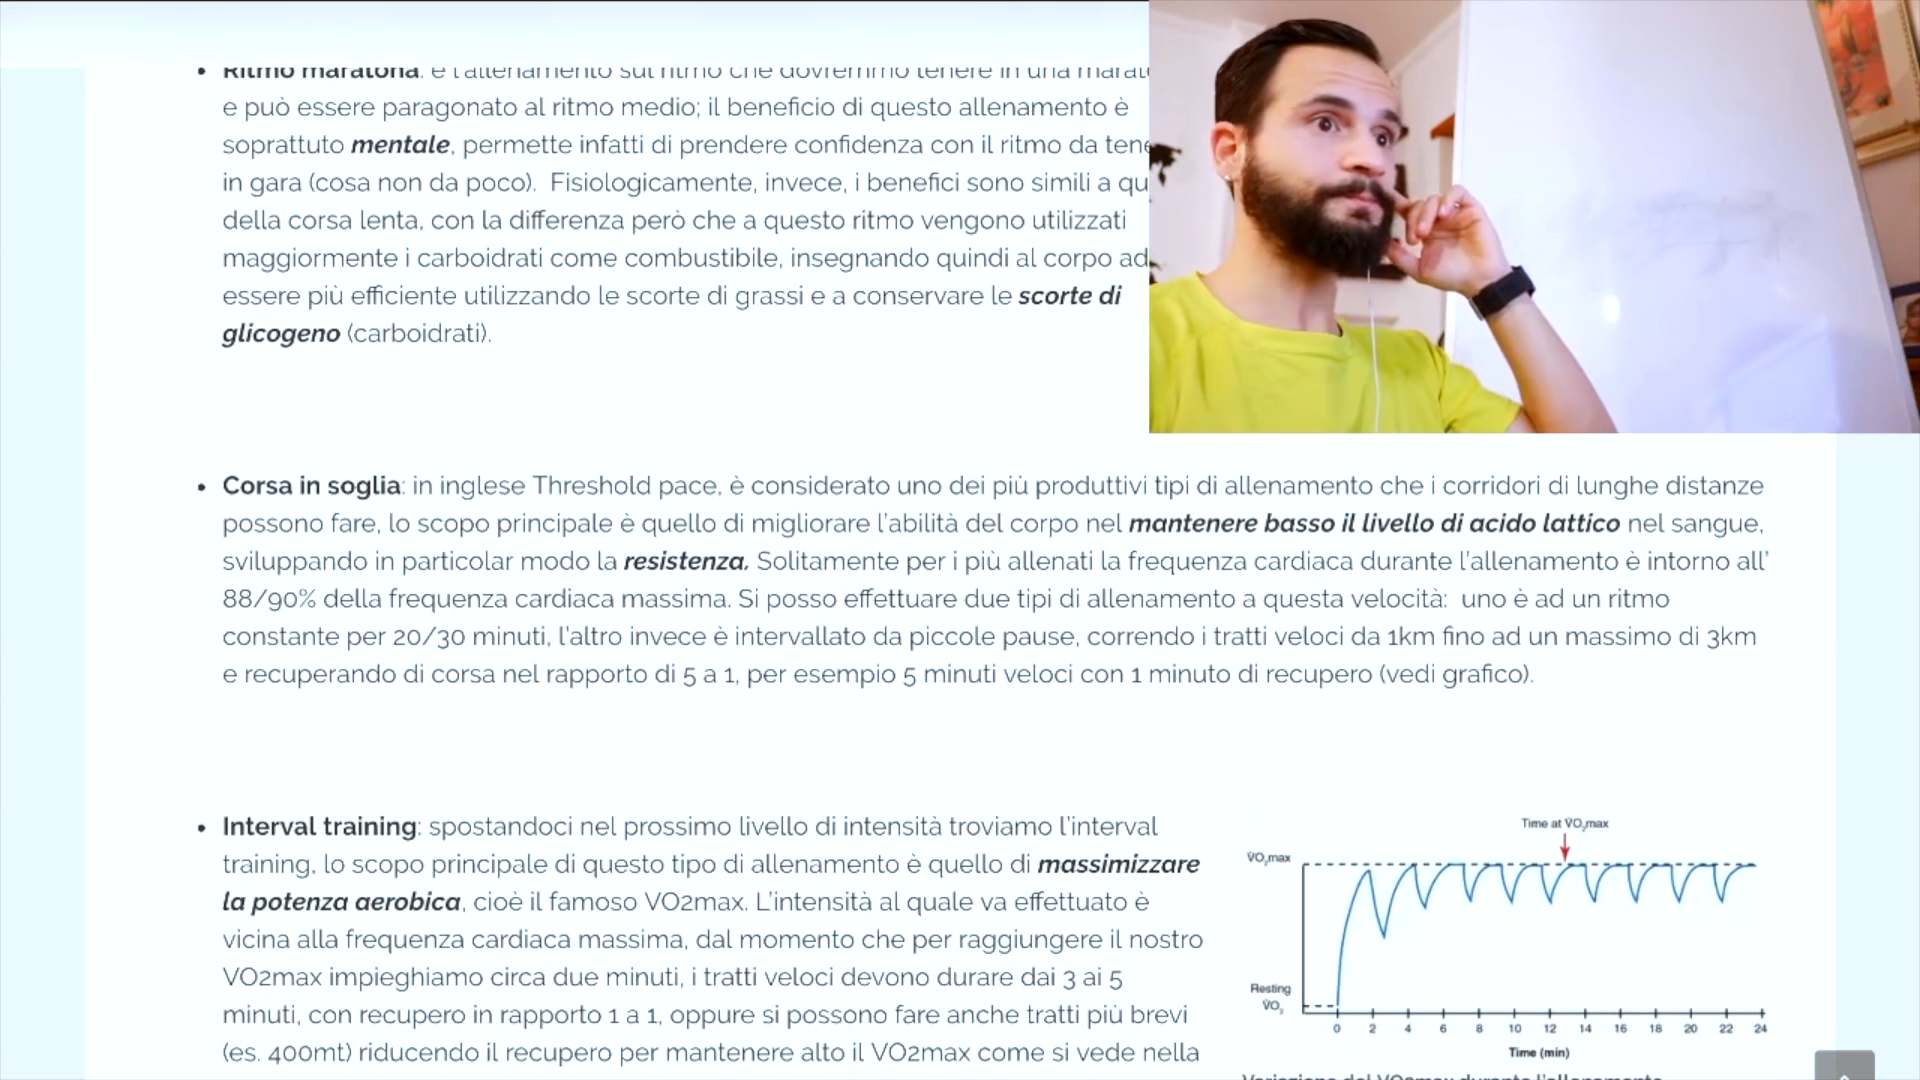 Ritmo maratona: è l'allenamento sul ritmo che dovremmo tenere in una
e può essere paragonato al ritmo medio; il beneficio di questo allenamento è
soprattuto mentale, permette infatti di prendere confidenza con il ritmo da
in gara (cosa non da poco). Fisiologicamente, invece, i benefici sono simili a
della corsa lenta, con la differenza però che a questo ritmo vengono utilizzati
maggiormente i carboidrati come combustibile, insegnando quindi al corpo ad
essere più efficiente utilizzando le scorte di grassi e a conservare le scorte di
glicogeno (carboidrati).
Corsa in soglia: in inglese Threshold pace, è considerato uno dei più produttivi tipi di allenamento che i corridori di lunghe distanze
possono fare, lo scopo principale è quello di migliorare l'abilità del corpo nel mantenere basso il livello di acido lattico nel sangue,
sviluppando in particolar modo la resistenza. Solitamente per i più allenati la frequenza cardiaca durante l'allenamento è intorno all'
88/90% della frequenza cardiaca massima. Si posso effettuare due tipi di allenamento a questa velocità: uno è ad un ritmo
constante per 20/30 minuti, l'altro invece è intervallato da piccole pause, correndo i tratti veloci da 1km fino ad un massimo di 3km
e recuperando di corsa nel rapporto di 5 a 1, per esempio 5 minuti veloci con 1 minuto di recupero (vedi grafico).
Interval training: spostandoci nel prossimo livello di intensità troviamo l'interval
training, lo scopo principale di questo tipo di allenamento è quello di massimizzare
la potenza aerobica, cioè il famoso VO2max. L'intensità al quale va effettuato è
vicina alla frequenza cardiaca massima, dal momento che per raggiungere il nostro
VO2max impieghiamo circa due minuti, i tratti veloci devono durare dai 3 ai 5
minuti, con recupero in rapporto 1 a 1, oppure si possono fare anche tratti più brevi
(es. 400mt) riducendo il recupero per mantenere alto il VO2max come si vede nella
Time at V̇O₂max
V̇O₂max
Resting
V̇O₂
0 2 4 6 8 10 12 14 16 18 20 22 24
Time (min)
Variazione del VO2max durante l'allenamento